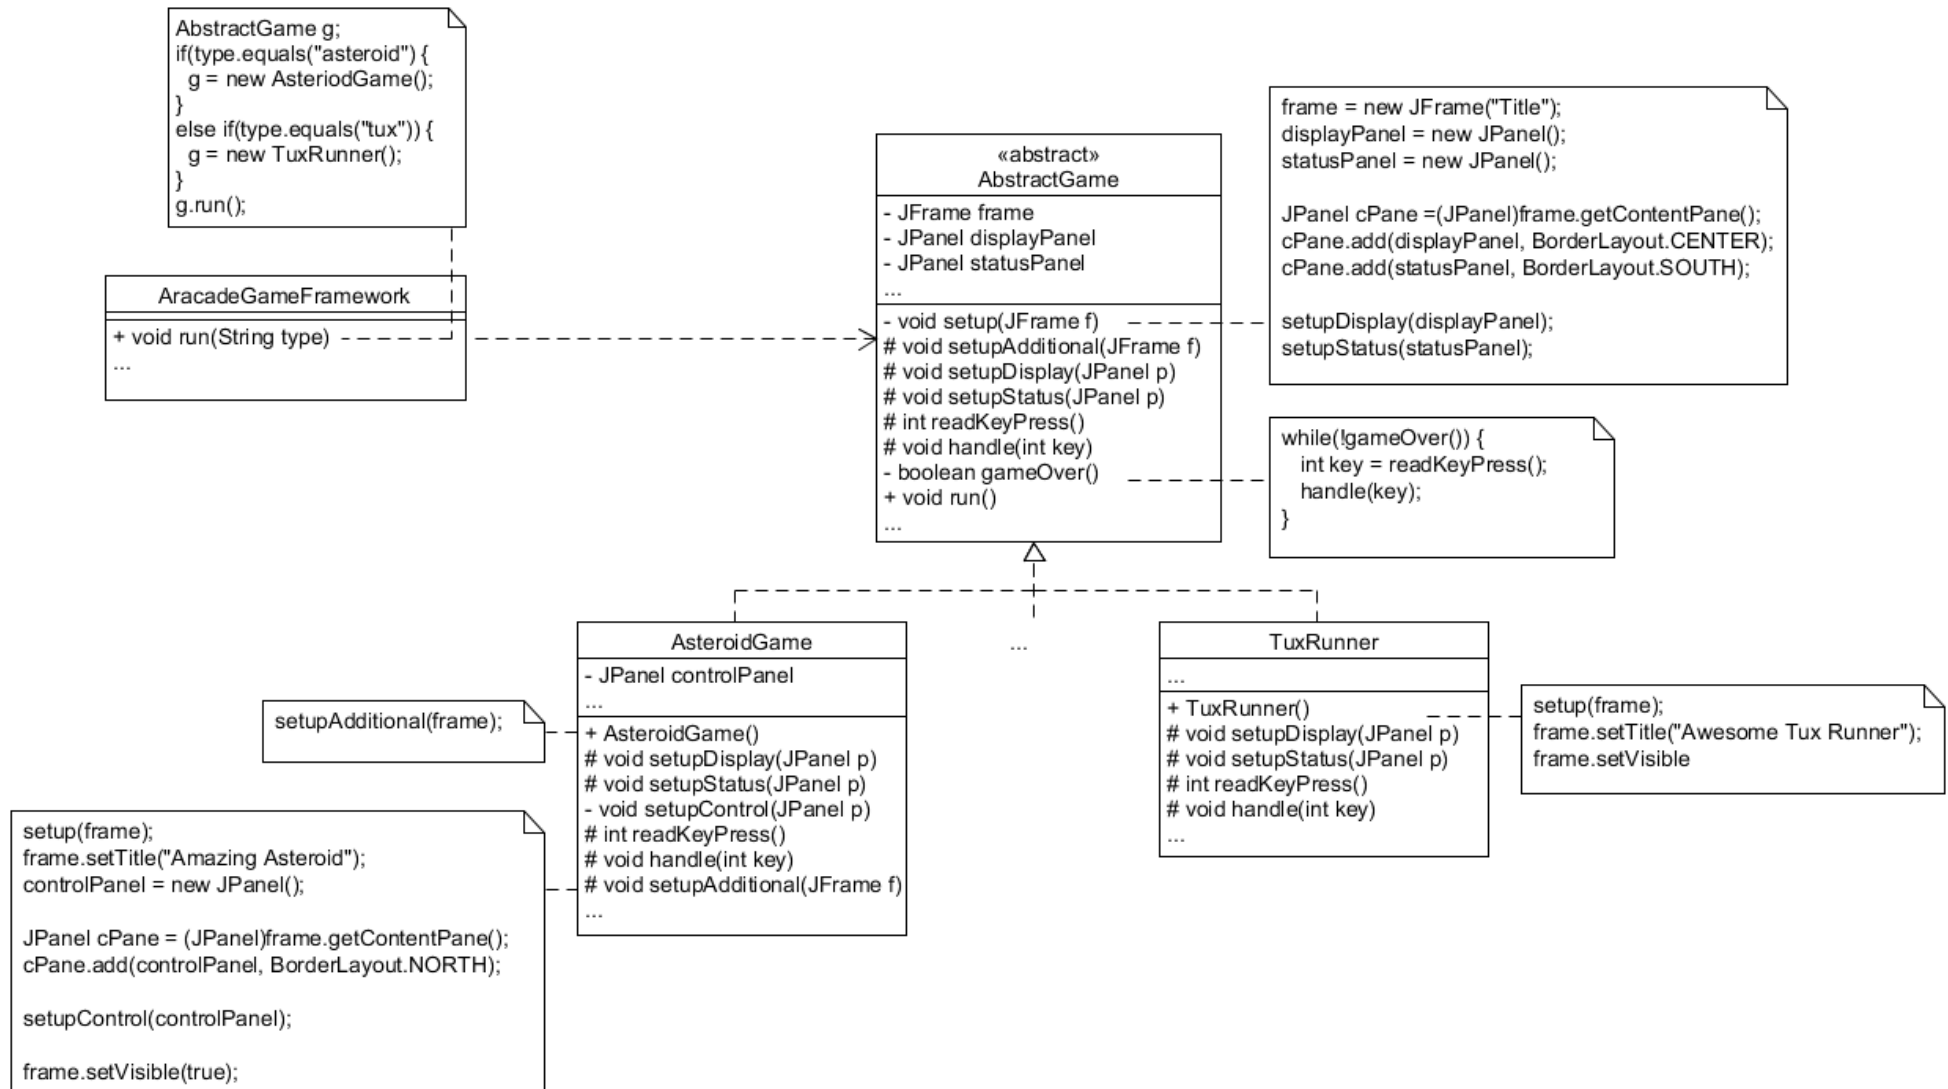 AbstractGame g;
if(type.equals("asteroid") {
g = new AsteriodGame();
}
else if(type.equals("tux")) {
g = new TuxRunner();
}
g.run();
AracadeGameFramework
+ void run(String type)
...
«abstract»
AbstractGame
- JFrame frame
- JPanel displayPanel
- JPanel statusPanel
...
- void setup(JFrame f)
# void setupAdditional(JFrame f)
# void setupDisplay(JPanel p)
# void setupStatus(JPanel p)
# int readKeyPress()
# void handle(int key)
- boolean gameOver()
+ void run()
...
frame = new JFrame("Title");
displayPanel = new JPanel();
statusPanel = new JPanel();
JPanel cPane =(JPanel)frame.getContentPane();
cPane.add(displayPanel, BorderLayout.CENTER);
cPane.add(statusPanel, BorderLayout.SOUTH);
setupDisplay(displayPanel);
setupStatus(statusPanel);
while(!gameOver()) {
int key = readKeyPress();
handle(key);
}
AsteroidGame
- JPanel controlPanel
...
+ AsteroidGame()
# void setupDisplay(JPanel p)
# void setupStatus(JPanel p)
- void setupControl(JPanel p)
# int readKeyPress()
# void handle(int key)
# void setupAdditional(JFrame f)
...
...
TuxRunner
...
+ TuxRunner()
# void setupDisplay(JPanel p)
# void setupStatus(JPanel p)
# int readKeyPress()
# void handle(int key)
...
setup(frame);
frame.setTitle("Awesome Tux Runner");
frame.setVisible
setupAdditional(frame);
setup(frame);
frame.setTitle("Amazing Asteroid");
controlPanel = new JPanel();
JPanel cPane = (JPanel)frame.getContentPane();
cPane.add(controlPanel, BorderLayout.NORTH);
setupControl(controlPanel);
frame.setVisible(true);